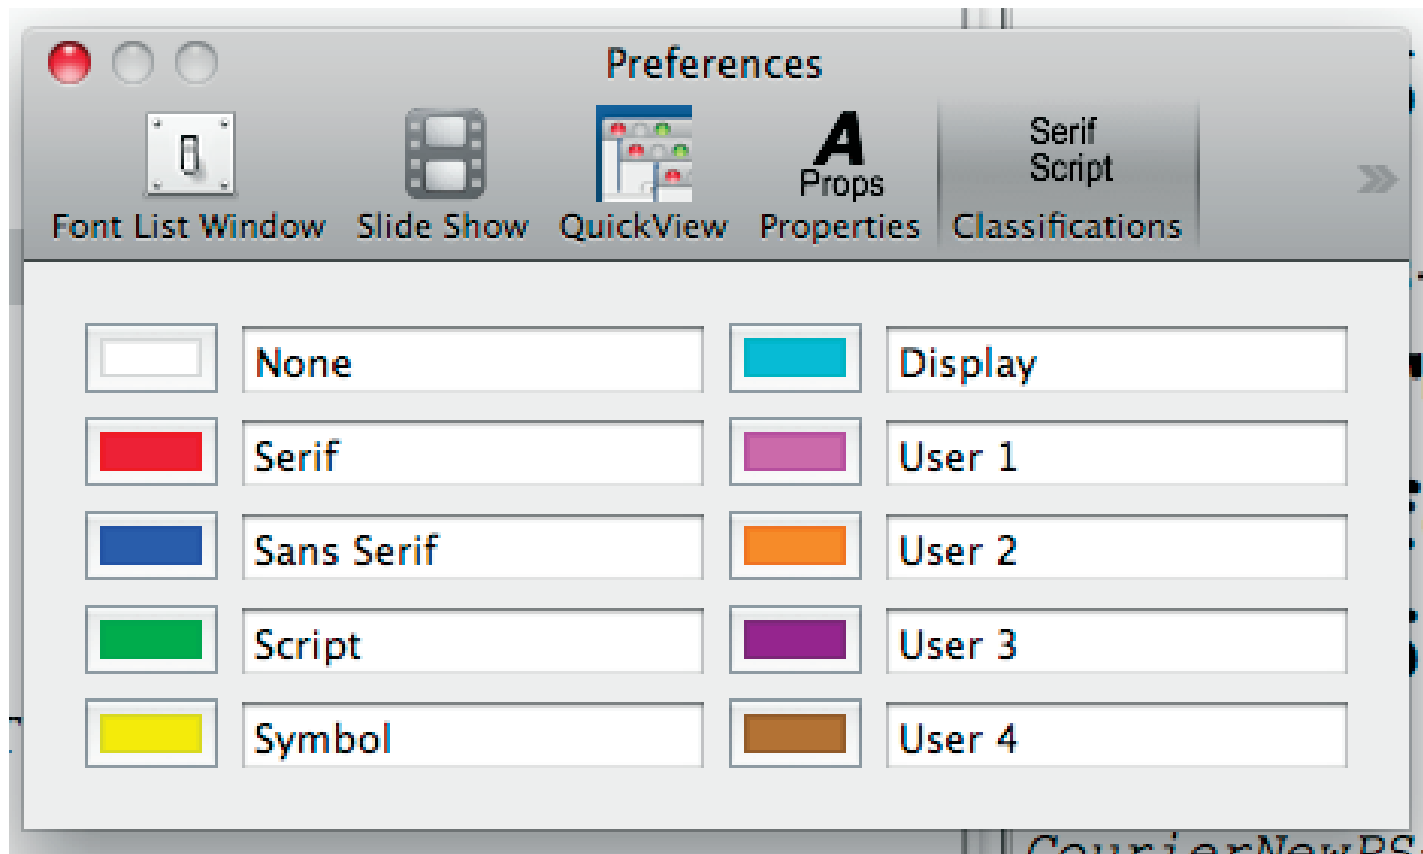 Preferences
A
Props
Serif
Script
Font List Window Slide Show QuickView Properties Classifications
None Display
Serif User 1
Sans Serif User 2
Script User 3
Symbol User 4
CourierNewPS